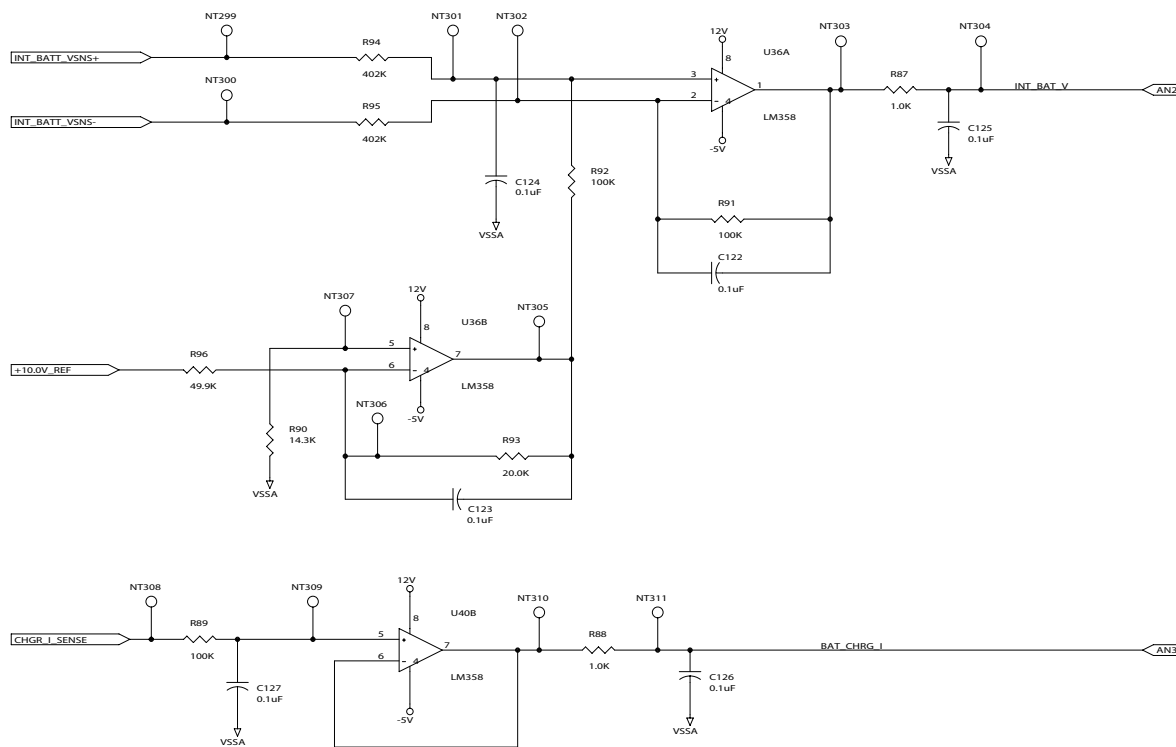 NT299
NT301
NT302
NT303
NT304
12V
U36A
INT_BATT_VSNS+
R94
402K
8
3
+
1
2
-
4
R87
1.0K
INT_BAT_V
AN2
NT300
INT_BATT_VSNS-
R95
402K
LM358
-5V
C125
0.1uF
VSSA
C124
0.1uF
VSSA
R92
100K
R91
100K
C122
0.1uF
NT307
12V
NT305
8
U36B
5
+
7
6
-
4
+10.0V_REF
R96
49.9K
LM358
-5V
NT306
R90
14.3K
VSSA
R93
20.0K
C123
0.1uF
NT308
NT309
12V
NT310
NT311
8
U40B
CHGR_I_SENSE
R89
100K
5
+
7
6
-
4
R88
1.0K
BAT_CHRG_I
AN3
LM358
C127
0.1uF
VSSA
-5V
C126
0.1uF
VSSA